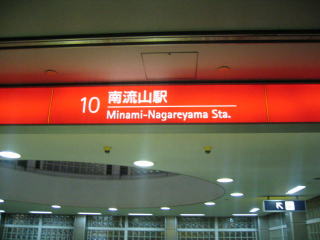 10 南流山駅
Minami-Nagareyama Sta.